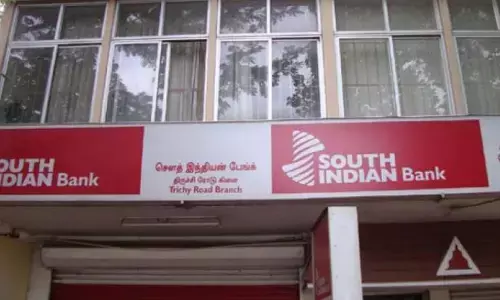 SOUTH
INDIAN Bank
சௌத் இந்தியன் பேங்க்
திருச்சி ரோடு கிளை
Trichy Road Branch
SOUTH
INDIAN Bank